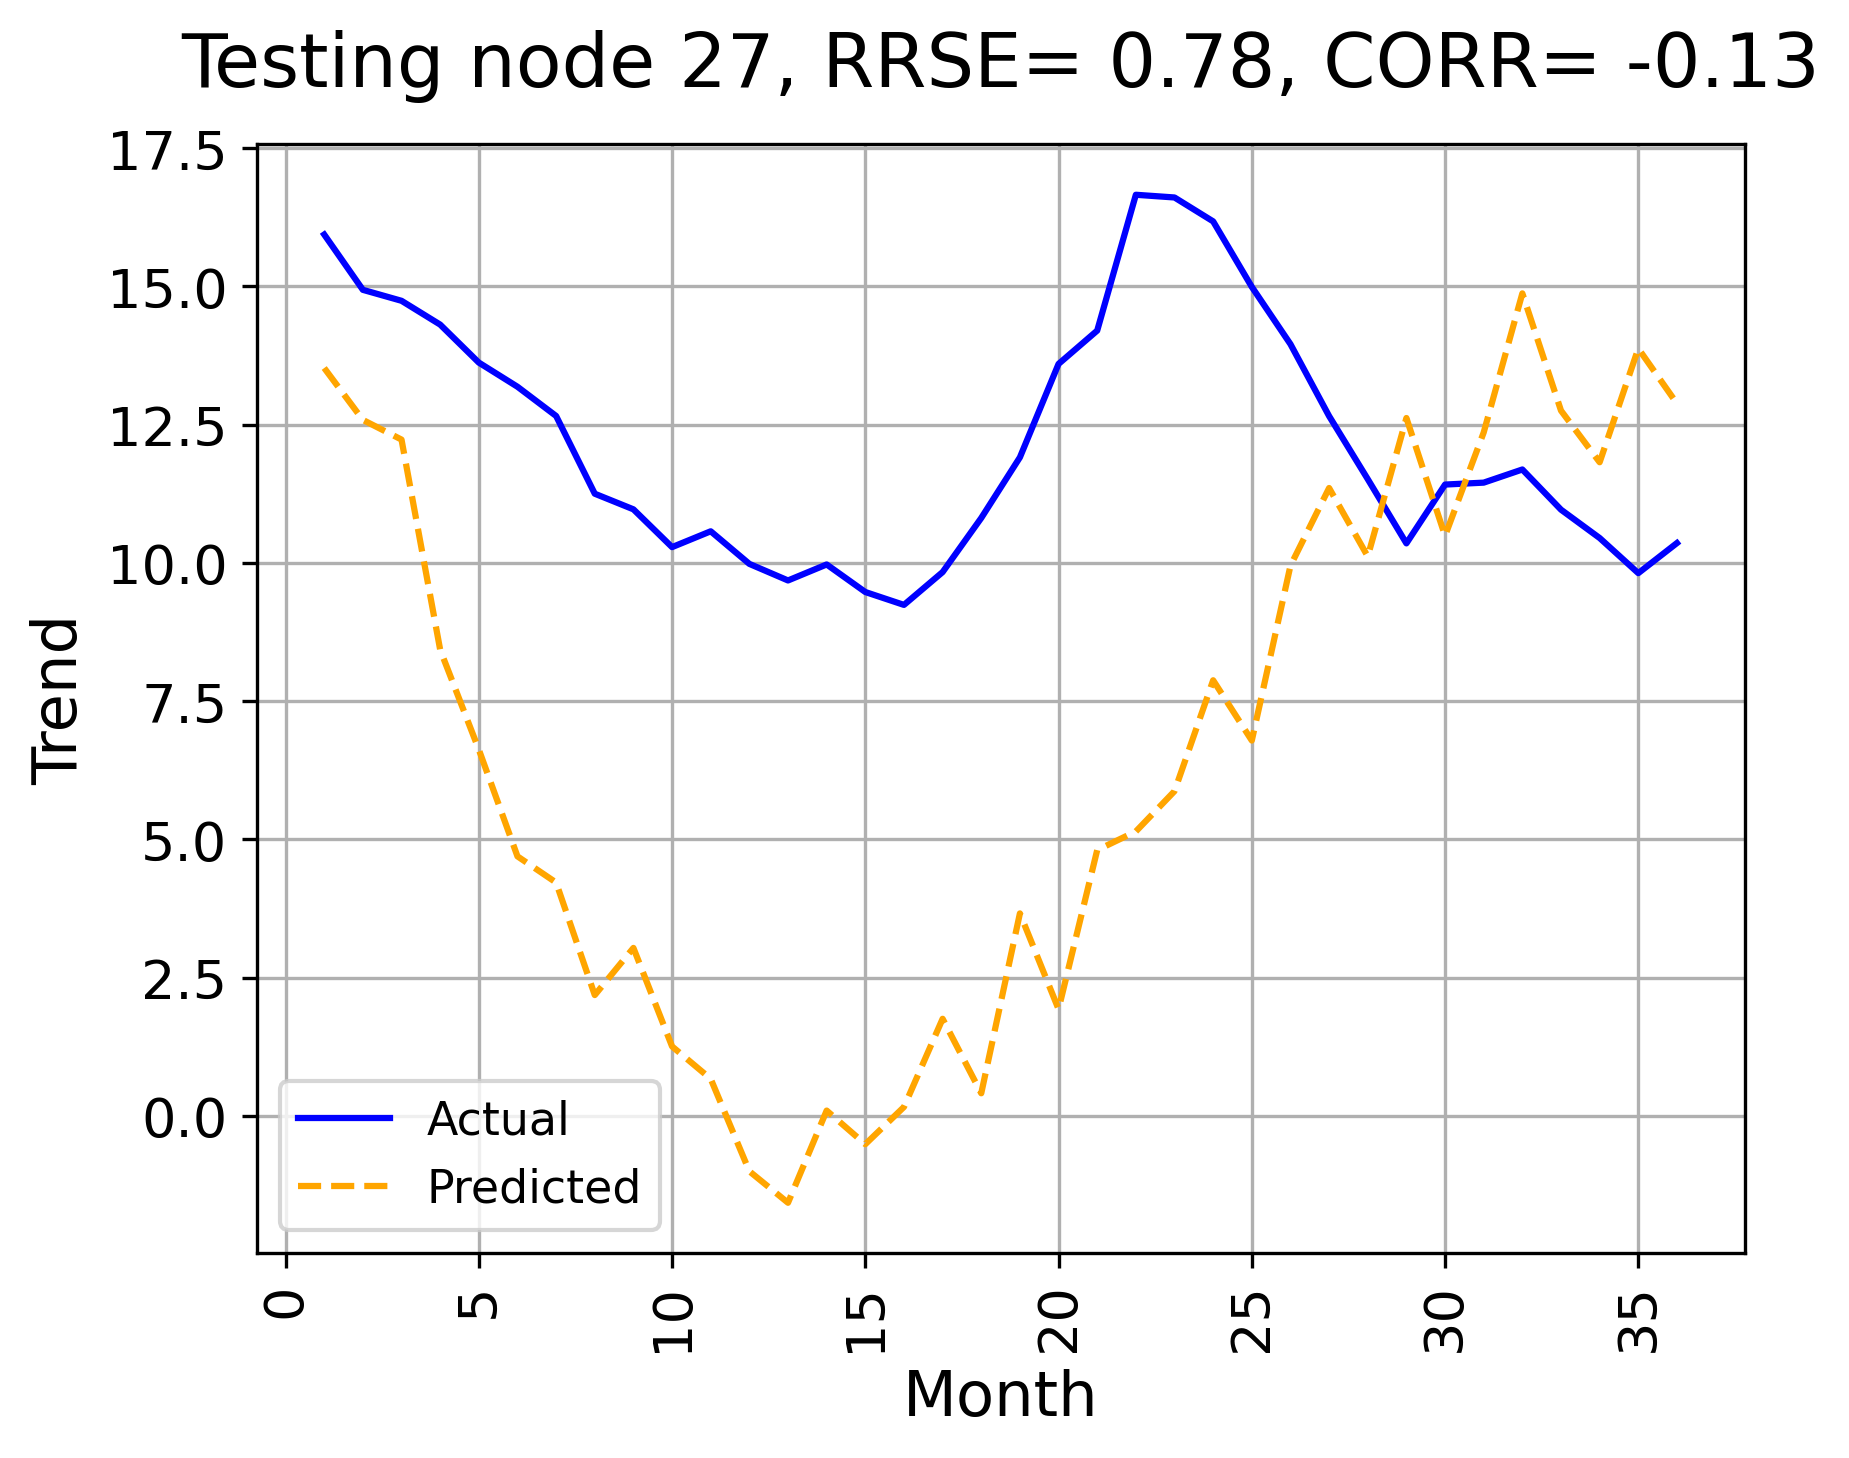 Testing node 27, RRSE= 0.78, CORR= -0.13
17.5
15.0
12.5
10.0
7.5
5.0
2.5
0.0
Trend
Actual
Predicted
0 5 10 15 20 25 30 35
Month